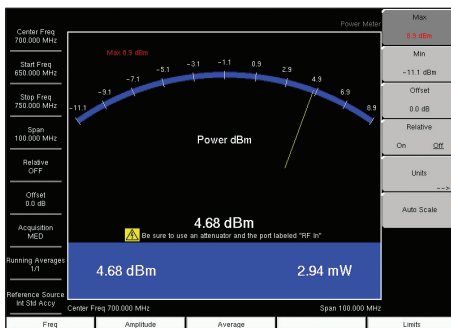 Power Meter
Center Freq
700.000 MHz
Start Freq
650.000 MHz
Stop Freq
750.000 MHz
Span
100.000 MHz
Relative
OFF
Offset
0.0 dB
Acquisition
MED
Running Averages
1/1
Reference Source
Int Std Accy
Max 8.9 dBm
-11.1
-9.1
-7.1
-5.1
-3.1
-1.1
0.9
2.9
4.9
6.9
8.9
Power dBm
4.68 dBm
Be sure to use an attenuator and the port labeled "RF In"
4.68 dBm
2.94 mW
Center Freq 700.000 MHz
Span 100.000 MHz
Max
8.9 dBm
Min
-11.1 dBm
Offset
0.0 dB
Relative
On Off
Units
-->
Auto Scale
Freq
Amplitude
Average
Limits